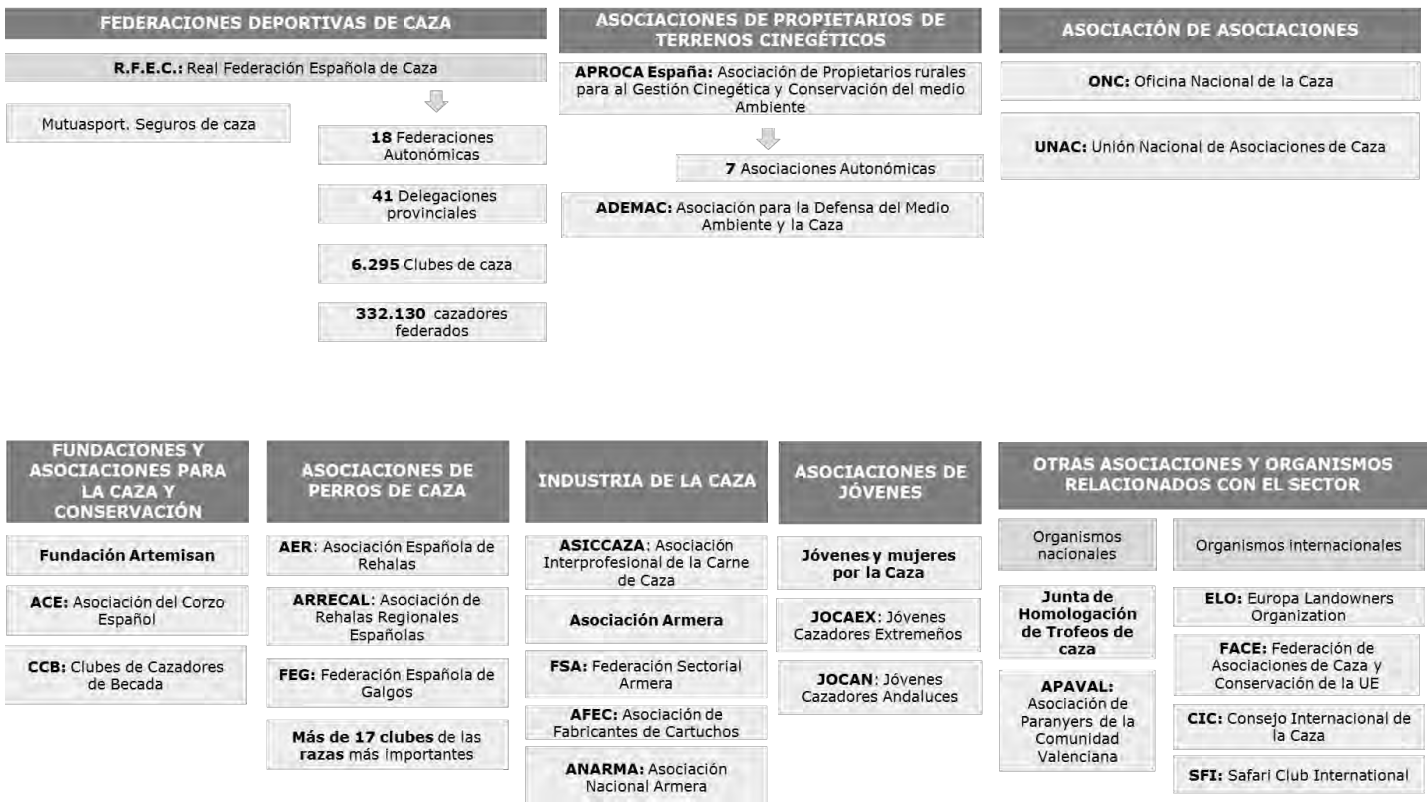 FEDERACIONES DEPORTIVAS DE CAZA
R.F.E.C.: Real Federación Española de Caza
Mutuasport. Seguros de caza
18 Federaciones
Autonómicas
41 Delegaciones
provinciales
6.295 Clubes de caza
332.130 cazadores
federados
ASOCIACIONES DE PROPIETARIOS DE
TERRENOS CINEGÉTICOS
APROCA España: Asociación de Propietarios rurales
para al Gestión Cinegética y Conservación del medio
Ambiente
7 Asociaciones Autonómicas
ADEMAC: Asociación para la Defensa del Medio
Ambiente y la Caza
ASOCIACIÓN DE ASOCIACIONES
ONC: Oficina Nacional de la Caza
UNAC: Unión Nacional de Asociaciones de Caza
FUNDACIONES Y
ASOCIACIONES PARA
LA CAZA Y
CONSERVACIÓN
Fundación Artemisan
ACE: Asociación del Corzo
Español
CCB: Clubes de Cazadores
de Becada
ASOCIACIONES DE
PERROS DE CAZA
AER: Asociación Española de
Rehalas
ARRECAL: Asociación de
Rehalas Regionales
Españolas
FEG: Federación Española de
Galgos
Más de 17 clubes de las
razas más importantes
INDUSTRIA DE LA CAZA
ASICCAZA: Asociación
Interprofesional de la Carne
de Caza
Asociación Armera
FSA: Federación Sectorial
Armera
AFEC: Asociación de
Fabricantes de Cartuchos
ANARMA: Asociación
Nacional Armera
ASOCIACIONES DE
JÓVENES
Jóvenes y mujeres
por la Caza
JOCAEX: Jóvenes
Cazadores Extremeños
JOCAN: Jóvenes
Cazadores Andaluces
OTRAS ASOCIACIONES Y ORGANISMOS
RELACIONADOS CON EL SECTOR
Organismos
nacionales
Junta de
Homologación
de Trofeos de
caza
APAVAL:
Asociación de
Paranyers de la
Comunidad
Valenciana
Organismos internacionales
ELO: Europa Landowners
Organization
FACE: Federación de
Asociaciones de Caza y
Conservación de la UE
CIC: Consejo Internacional de
la Caza
SFI: Safari Club International